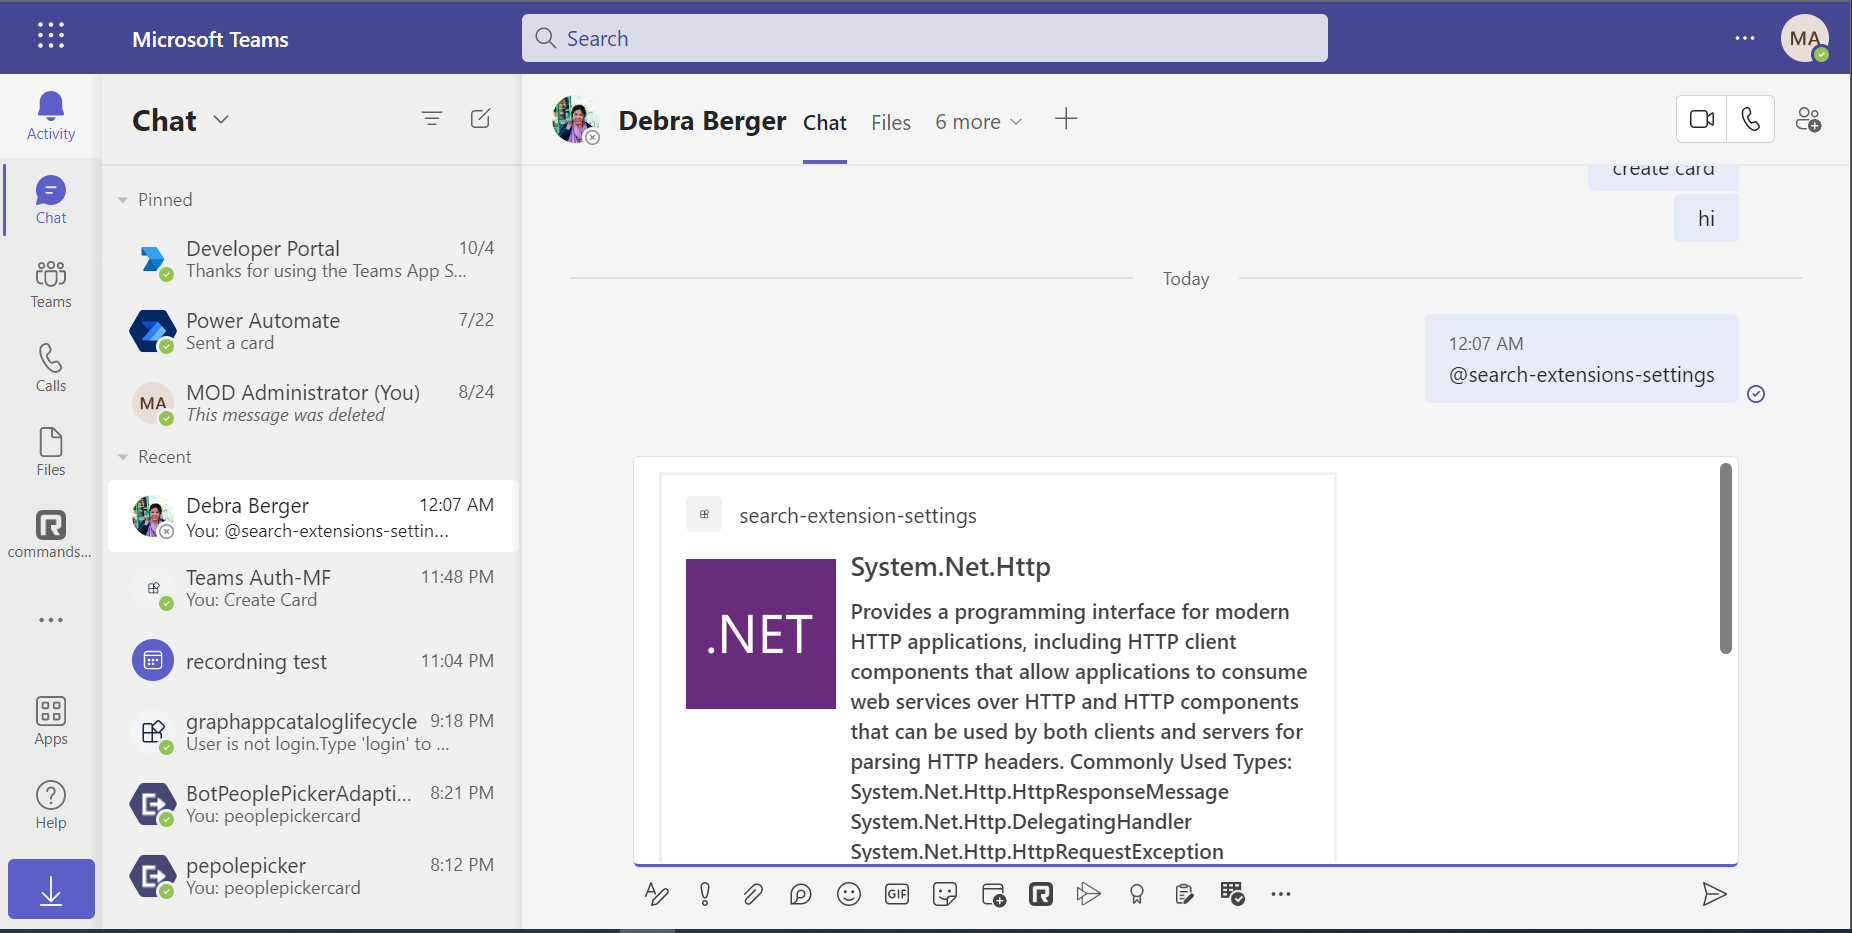 Microsoft Teams
Search
MA
Activity
Chat
Teams
Calls
Files
commands...
Apps
Help
Chat
Pinned
Developer Portal 10/4
Thanks for using the Teams App S...
Power Automate 7/22
Sent a card
MA
MOD Administrator (You) 8/24
This message was deleted
Recent
Debra Berger 12:07 AM
You: @search-extensions-settin...
Teams Auth-MF 11:48 PM
You: Create Card
recordning test 11:04 PM
graphappcataloglifecycle 9:18 PM
User is not login.Type 'login' to ...
BotPeoplePickerAdapti... 8:21 PM
You: peoplepickercard
pepolepicker 8:12 PM
You: peoplepickercard
Debra Berger Chat Files 6 more
create card
hi
Today
12:07 AM
@search-extensions-settings
search-extension-settings
.NET
System.Net.Http
Provides a programming interface for modern
HTTP applications, including HTTP client
components that allow applications to consume
web services over HTTP and HTTP components
that can be used by both clients and servers for
parsing HTTP headers. Commonly Used Types:
System.Net.Http.HttpResponseMessage
System.Net.Http.DelegatingHandler
System.Net.Http.HttpRequestException
GIF